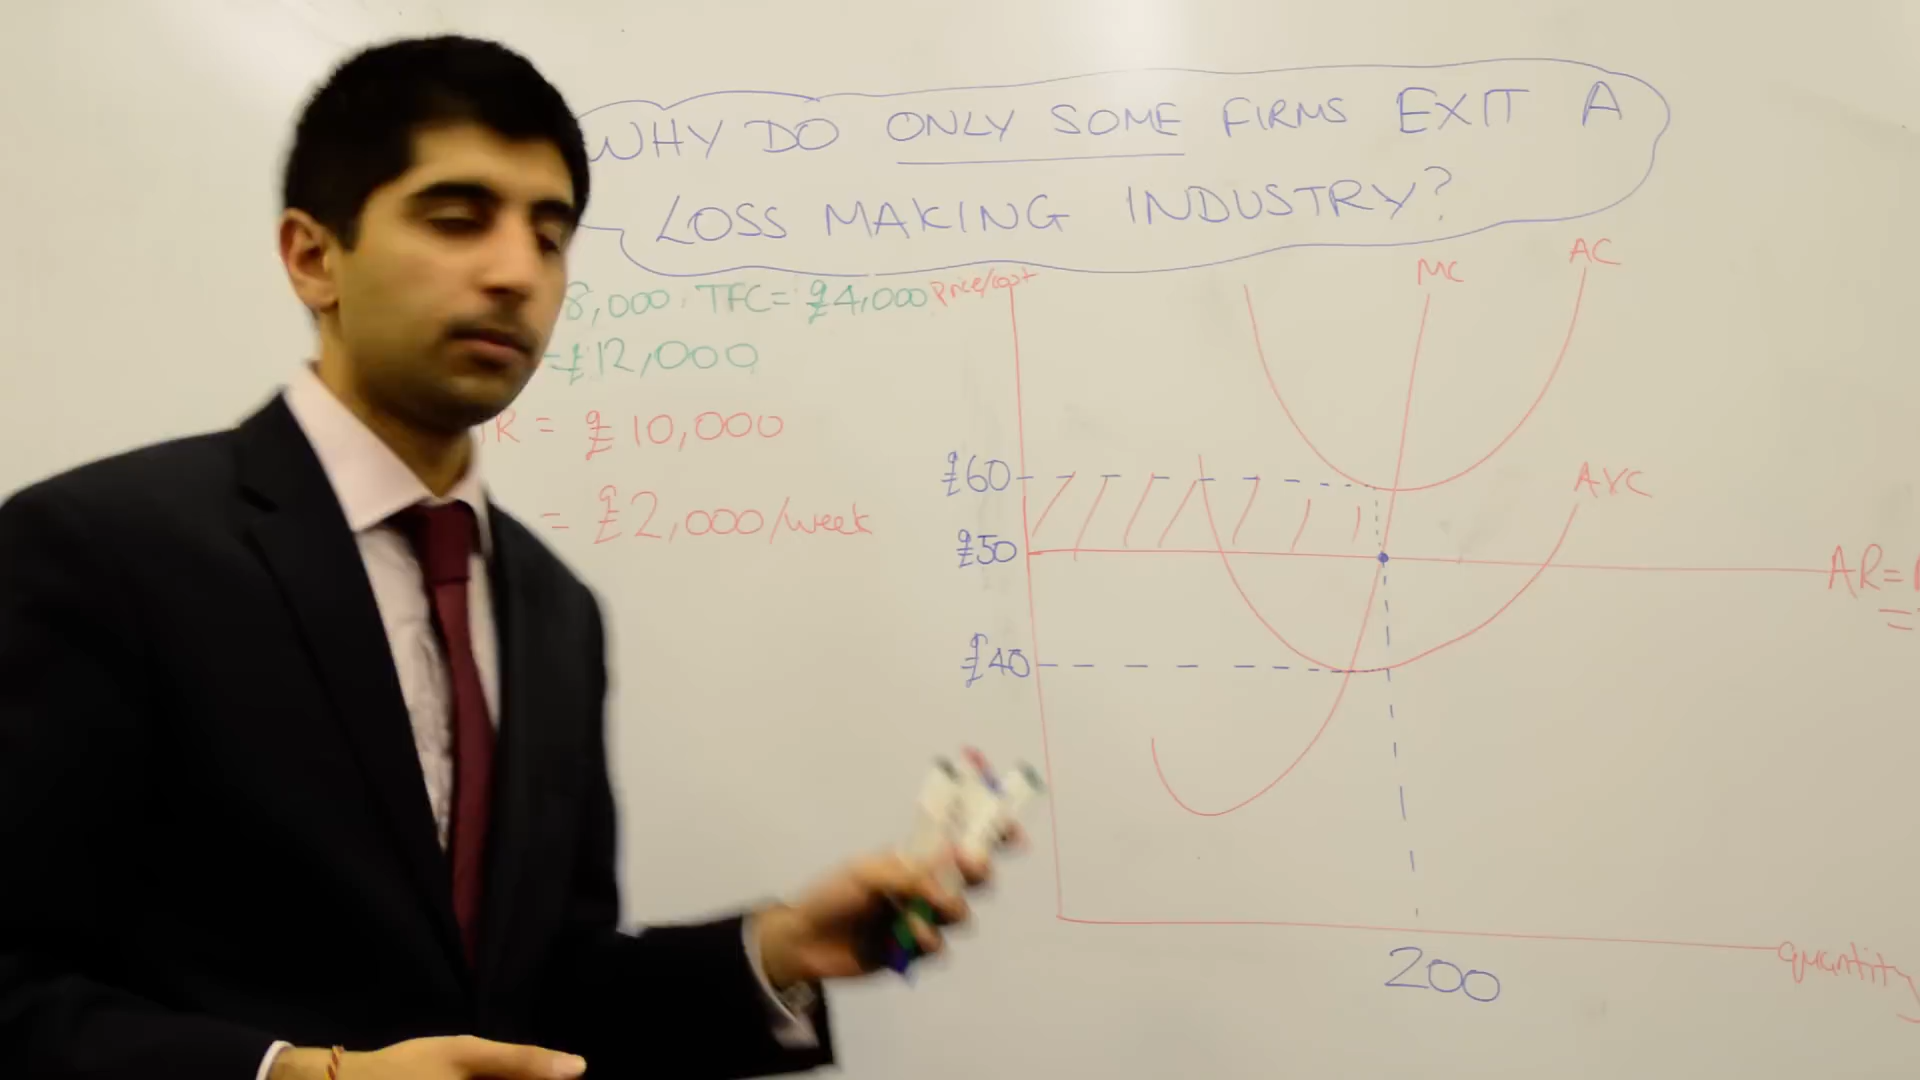 WHY DO ONLY SOME FIRMS EXIT A
LOSS MAKING INDUSTRY?
8,000. TFC = £4,000
= £12,000
R = £10,000
= £2,000/week
Price/cost
MC
AC
£60
AVC
£50
AR=
£40
200
quantity